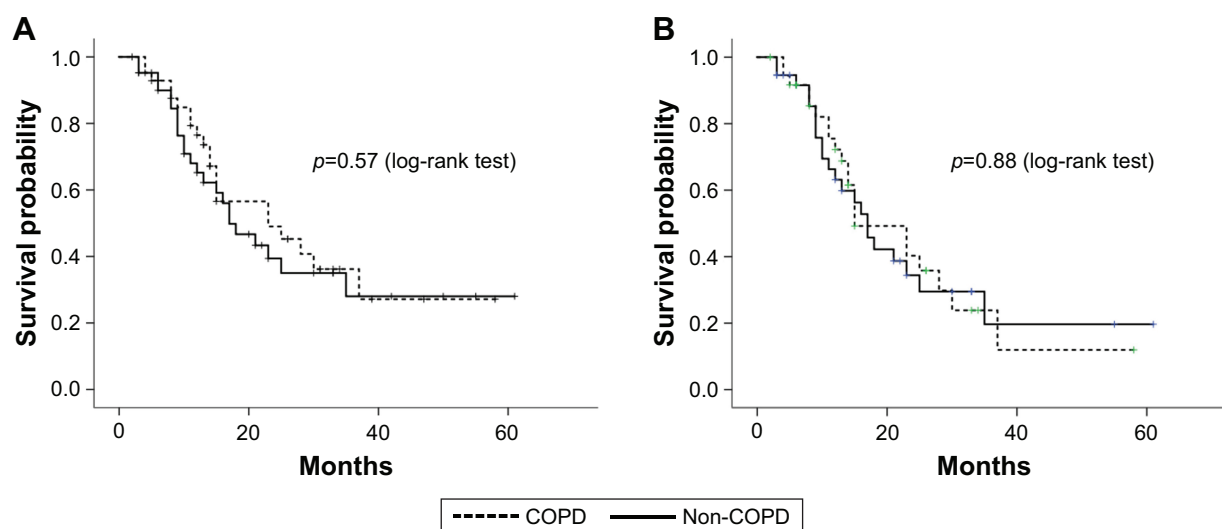 A
Survival probability
1.0
0.8
0.6
0.4
0.2
0.0
p=0.57 (log-rank test)
0 20 40 60
Months
B
Survival probability
1.0
0.8
0.6
0.4
0.2
0.0
p=0.88 (log-rank test)
0 20 40 60
Months
COPD Non-COPD